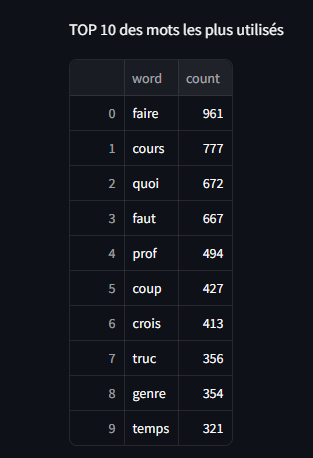 TOP 10 des mots les plus utilisés
word count
0 faire 961
1 cours 777
2 quoi 672
3 faut 667
4 prof 494
5 coup 427
6 crois 413
7 truc 356
8 genre 354
9 temps 321